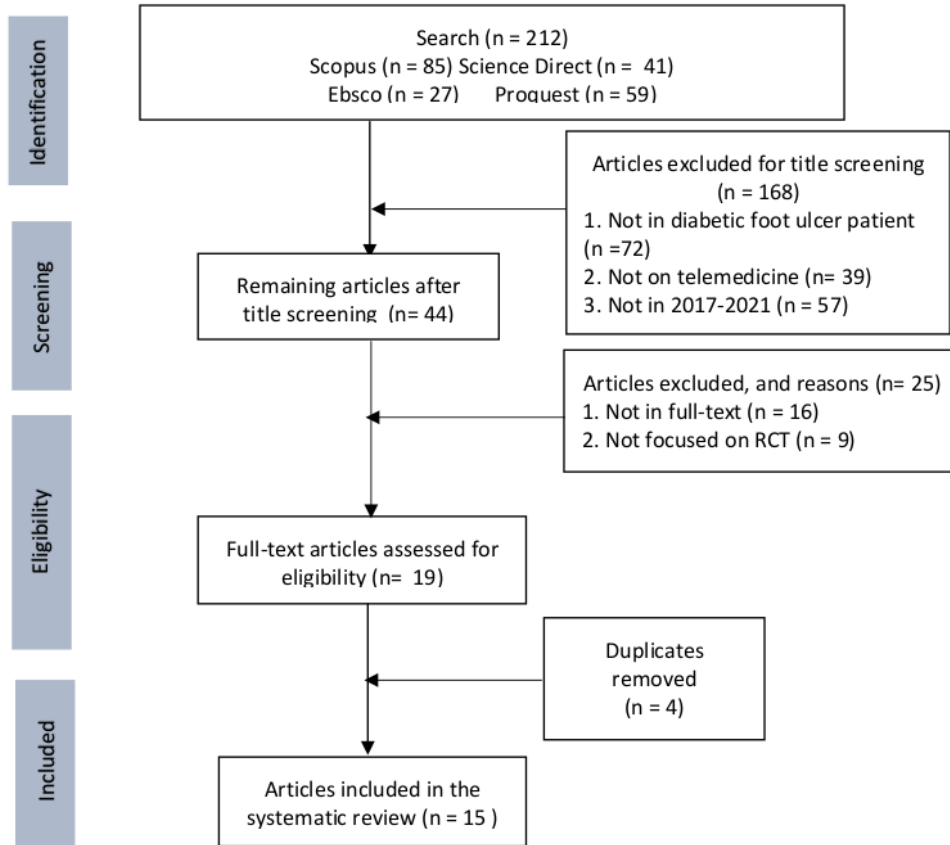 Identification
Search (n = 212)
Scopus (n = 85) Science Direct (n = 41)
Ebsco (n = 27) Proquest (n = 59)
Articles excluded for title screening
(n = 168)
1. Not in diabetic foot ulcer patient
(n =72)
2. Not on telemedicine (n= 39)
3. Not in 2017-2021 (n = 57)
Screening
Remaining articles after
title screening (n= 44)
Articles excluded, and reasons (n= 25)
1. Not in full-text (n = 16)
2. Not focused on RCT (n = 9)
Eligibility
Full-text articles assessed for
eligibility (n= 19)
Duplicates
removed
(n = 4)
Included
Articles included in the
systematic review (n = 15 )